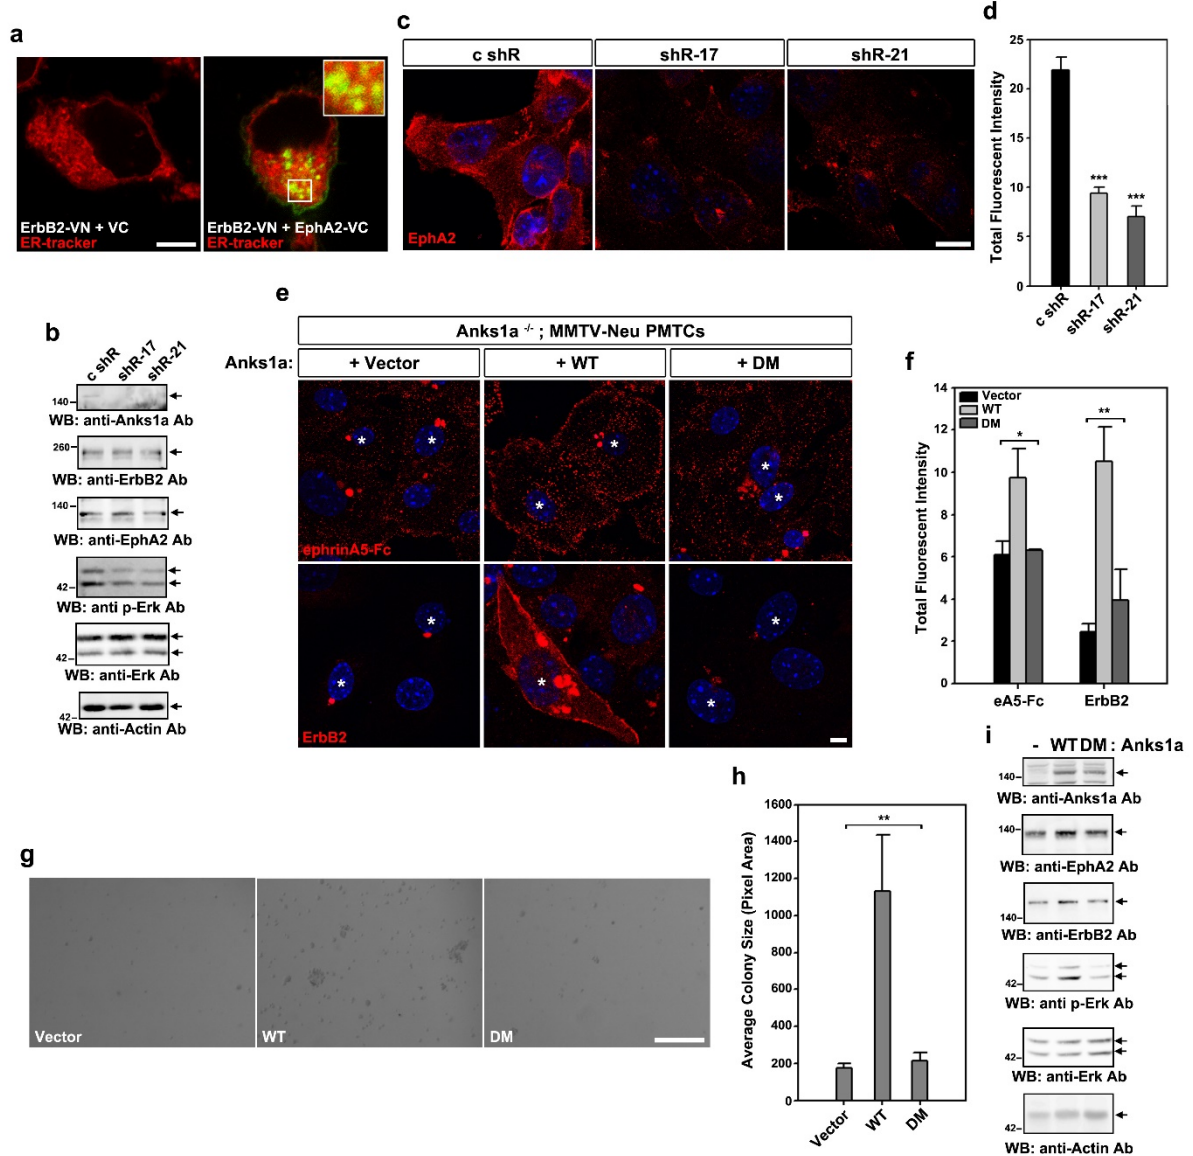 a
ErbB2-VN + VC
ER-tracker
ErbB2-VN + EphA2-VC
ER-tracker
b
c shR
shR-17
shR-21
140
WB: anti-Anks1a Ab
260
WB: anti-ErbB2 Ab
140
WB: anti-EphA2 Ab
42
WB: anti p-Erk Ab
42
WB: anti-Erk Ab
42
WB: anti-Actin Ab
c
c shR
shR-17
shR-21
EphA2
d
Total Fluorescent Intensity
25
20
15
10
5
0
***
***
c shR
shR-17
shR-21
e
Anks1a -/- ; MMTV-Neu PMTCs
Anks1a:
+ Vector
+ WT
+ DM
* *
* *
* *
ephrinA5-Fc
* *
*
* *
ErbB2
f
Total Fluorescent Intensity
14
12
10
8
6
4
2
0
Vector
WT
DM
*
**
eA5-Fc
ErbB2
g
Vector
WT
DM
h
Average Colony Size (Pixel Area)
1600
1400
1200
1000
800
600
400
200
0
**
Vector
WT
DM
i
- WT DM : Anks1a
140
WB: anti-Anks1a Ab
140
WB: anti-EphA2 Ab
140
WB: anti-ErbB2 Ab
42
WB: anti p-Erk Ab
42
WB: anti-Erk Ab
42
WB: anti-Actin Ab